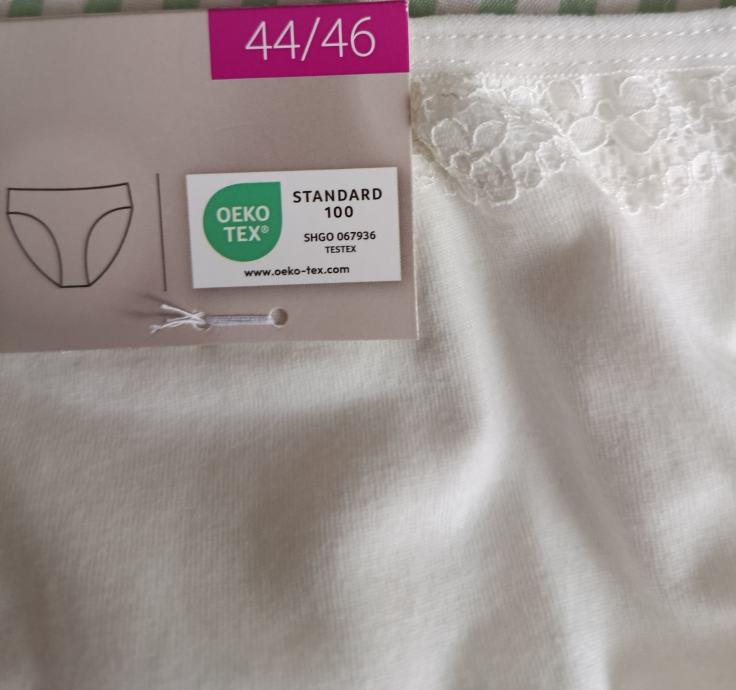 44/46
OEKO
TEX®
STANDARD
100
SHGO 067936
TESTEX
www.oeko-tex.com